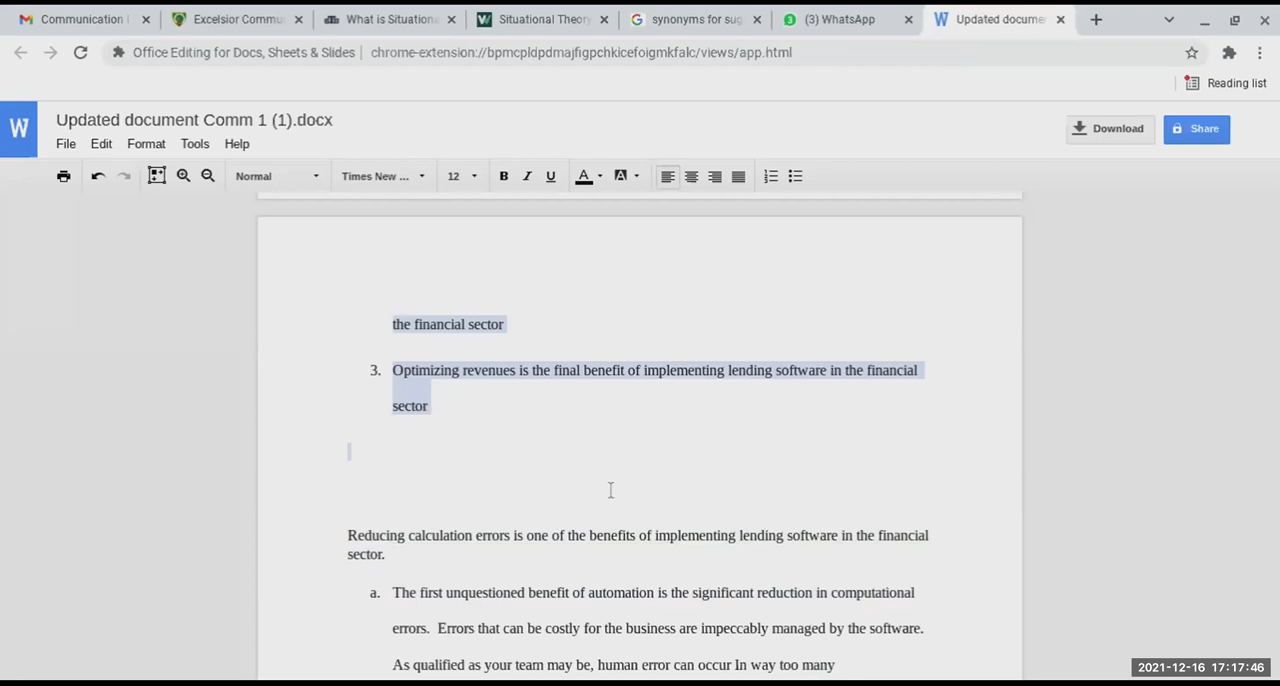 Communication i
Excelsior Commu
What is Situationa
Situational Theory
synonyms for sug
(3) WhatsApp
Updated docume
Office Editing for Docs, Sheets & Slides
chrome-extension://bpmcpldpdmajfigpchkicefoigmkfalc/views/app.html
Reading list
W
Updated document Comm 1 (1).docx
Download
Share
File Edit Format Tools Help
Normal
Times New ...
12
B I U A A
the financial sector
3. Optimizing revenues is the final benefit of implementing lending software in the financial
sector
Reducing calculation errors is one of the benefits of implementing lending software in the financial
sector.
a. The first unquestioned benefit of automation is the significant reduction in computational
errors. Errors that can be costly for the business are impeccably managed by the software.
As qualified as your team may be, human error can occur In way too many
2021-12-16 17:17:46